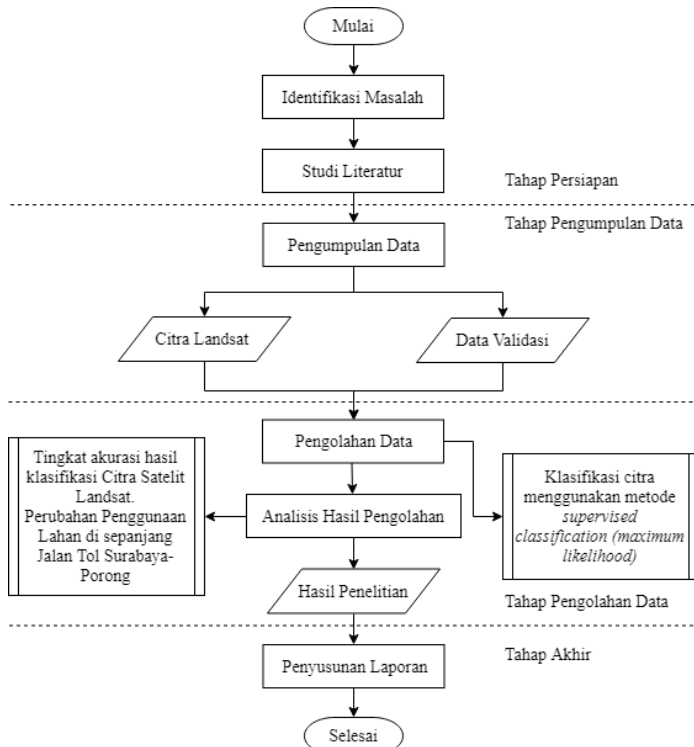 Mulai
Identifikasi Masalah
Studi Literatur
Tahap Persiapan
Tahap Pengumpulan Data
Pengumpulan Data
Citra Landsat
Data Validasi
Pengolahan Data
Tingkat akurasi hasil
klasifikasi Citra Satelit
Landsat.
Perubahan Penggunaan
Lahan di sepanjang
Jalan Tol Surabaya-
Porong
Analisis Hasil Pengolahan
Klasifikasi citra
menggunakan metode
supervised
classification (maximum
likelihood)
Hasil Penelitian
Tahap Pengolahan Data
Tahap Akhir
Penyusunan Laporan
Selesai